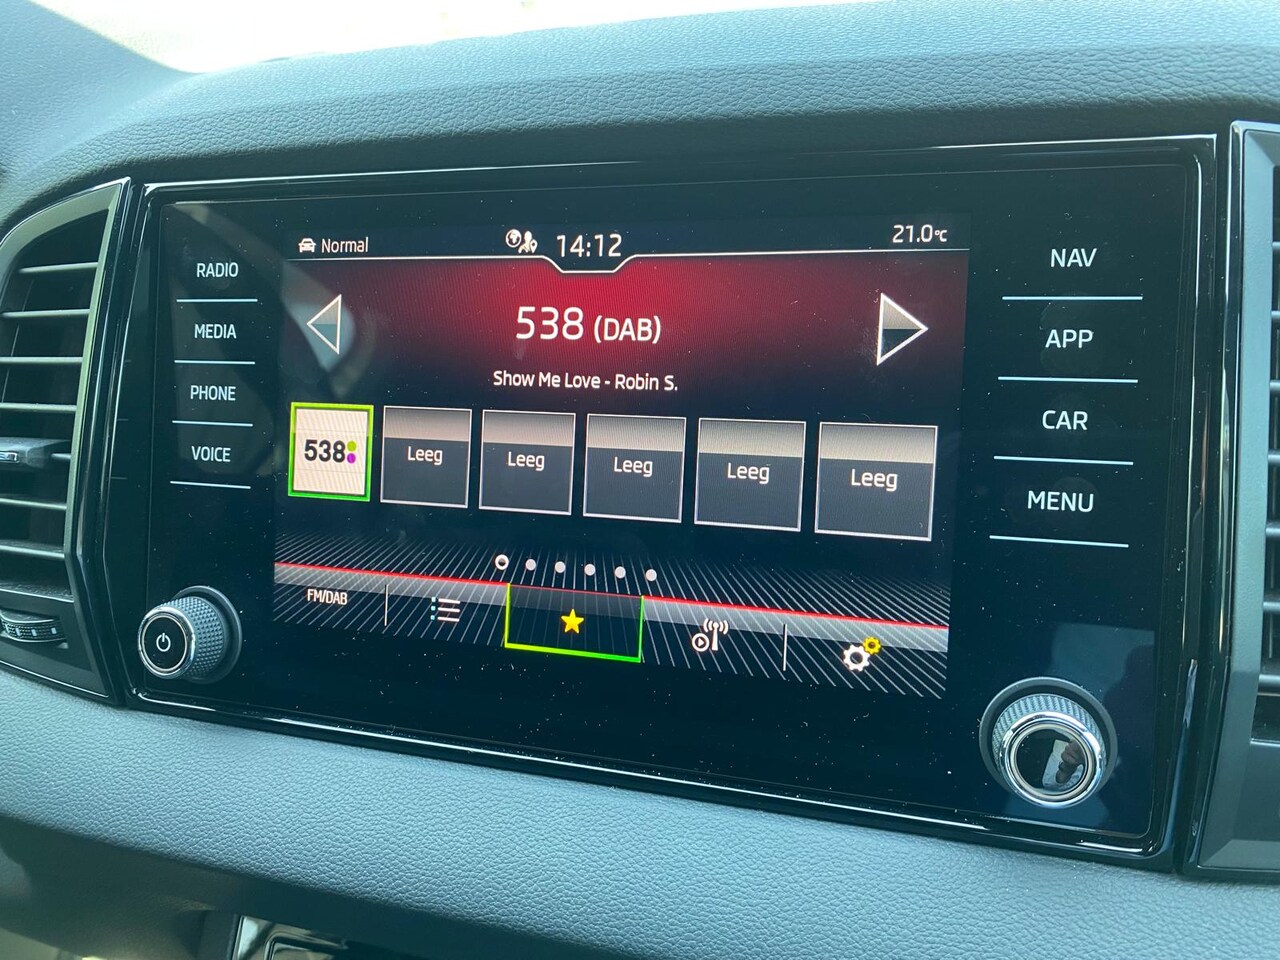 Normal
14:12
21.0°C
RADIO
MEDIA
PHONE
VOICE
538 (DAB)
Show Me Love - Robin S.
538
Leeg
Leeg
Leeg
Leeg
Leeg
FM/DAB
NAV
APP
CAR
MENU